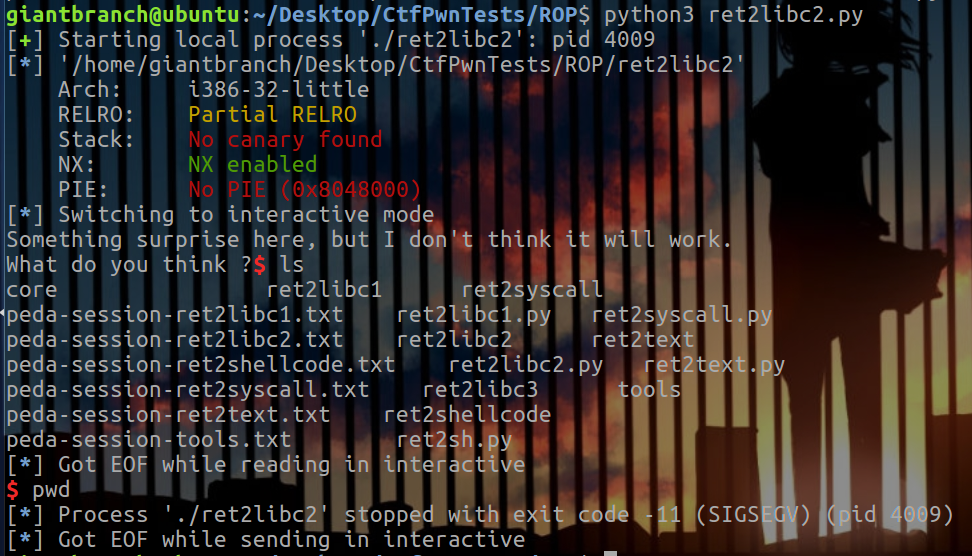 giantbranch@ubuntu:~/Desktop/CtfPwnTests/ROP$ python3 ret2libc2.py
[+] Starting local process './ret2libc2': pid 4009
[*] '/home/giantbranch/Desktop/CtfPwnTests/ROP/ret2libc2'
    Arch:     i386-32-little
    RELRO:    Partial RELRO
    Stack:    No canary found
    NX:       NX enabled
    PIE:      No PIE (0x8048000)
[*] Switching to interactive mode
Something surprise here, but I don't think it will work.
What do you think ?$ ls
core                ret2libc1      ret2syscall
peda-session-ret2libc1.txt    ret2libc1.py   ret2syscall.py
peda-session-ret2libc2.txt    ret2libc2      ret2text
peda-session-ret2shellcode.txt    ret2libc2.py   ret2text.py
peda-session-ret2syscall.txt    ret2libc3      tools
peda-session-ret2text.txt    ret2shellcode
peda-session-tools.txt        ret2sh.py
[*] Got EOF while reading in interactive
$ pwd
[*] Process './ret2libc2' stopped with exit code -11 (SIGSEGV) (pid 4009)
[*] Got EOF while sending in interactive